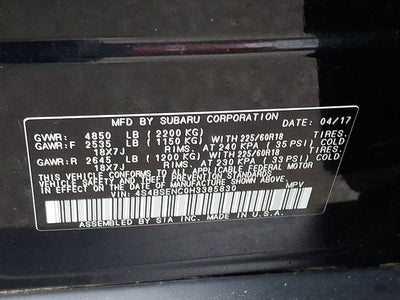 MFD BY SUBARU CORPORATION DATE: 04/17
GVWR: 4850 LB ( 2200 KG)
GAWR:F 2535 LB ( 1150 KG) WITH 225/60R18 TIRES.
18X7J RIMS. AT 240 KPA ( 35 PSI) COLD
GAWR:R 2645 LB ( 1200 KG) WITH 225/60R18 TIRES.
18X7J RIMS. AT 230 KPA ( 33 PSI) COLD
THIS VEHICLE CONFORMS TO ALL APPLICABLE FEDERAL
MOTOR VEHICLE SAFETY, BUMPER, AND THEFT PREVENTION
STANDARDS IN EFFECT ON THE DATE OF MANUFACTURE
SHOWN ABOVE.
VIN: 4S4BSENC0H3385830 MPV
ASSEMBLED BY SIA, INC. MADE IN U.S.A.